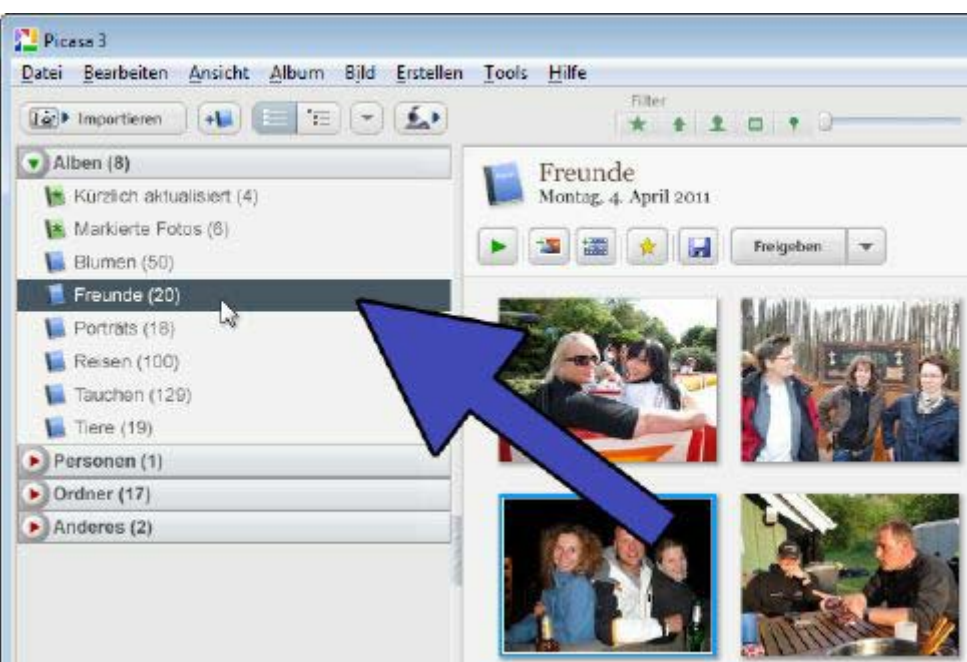 Picasa 3
Datei Bearbeiten Ansicht Album Bild Erstellen Tools Hilfe
Importieren
Filter
Alben (8)
Kürzlich aktualisiert (4)
Markierte Fotos (6)
Blumen (50)
Freunde (20)
Porträts (18)
Reisen (100)
Tauchen (129)
Tiere (19)
Personen (1)
Ordner (17)
Anderes (2)
Freunde
Montag, 4. April 2011
Freigeben